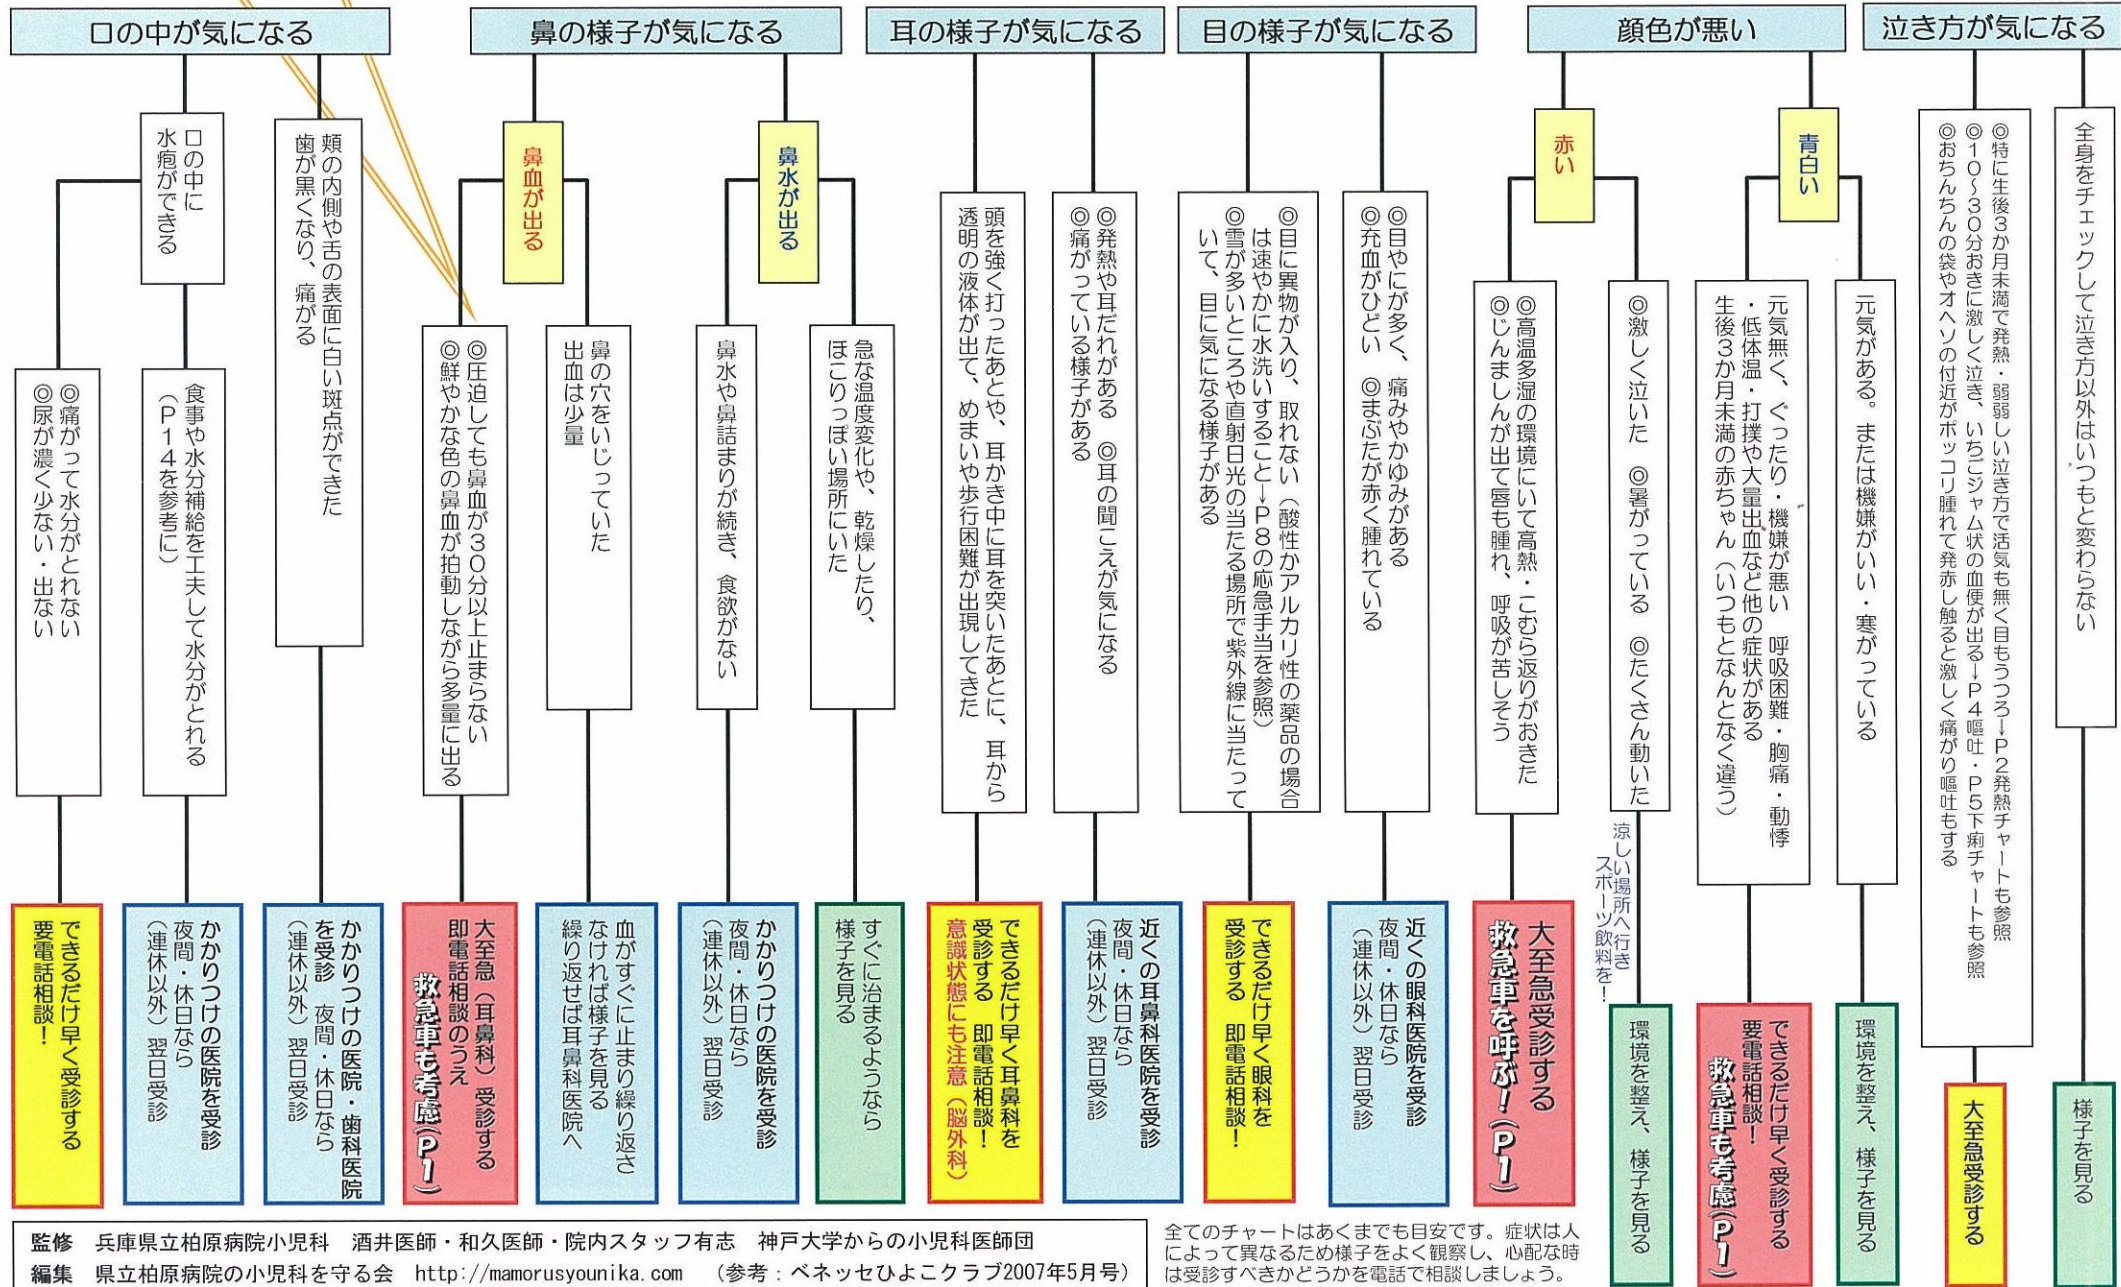 口の中が気になる
鼻の様子が気になる
耳の様子が気になる
目の様子が気になる
顔色が悪い
泣き方が気になる
全身をチェックして泣き方以外はいつもと変わらない
様子を見る
◎特に生後3か月未満で発熱・弱弱しい泣き方で活気も無く目もうつろ→P2発熱チャートも参照
◎10〜30分おきに激しく泣き、いちごジャム状の血便が出る→P4嘔吐・P5下痢チャートも参照
◎おちんちんの袋やオヘソの付近がポッコリ腫れて発赤し触ると激しく痛がり嘔吐もする
大至急受診する
青白い
元気がある。または機嫌がいい・寒がっている
環境を整え、様子を見る
元気無く、ぐったり・機嫌が悪い 呼吸困難・胸痛・動悸
・低体温・打撲や大量出血など他の症状がある
生後3か月未満の赤ちゃん(いつもとなんとなく違う)
できるだけ早く受診する
要電話相談!
救急車も考慮(P1)
赤い
◎激しく泣いた ◎暑がっている ◎たくさん動いた
涼しい場所へ行き
スポーツ飲料を!
環境を整え、様子を見る
◎高温多湿の環境にいて高熱・こむら返りがおきた
◎じんましんが出て唇も腫れ、呼吸が苦しそう
大至急受診する
救急車を呼ぶ!(P1)
◎目やにが多く、痛みやかゆみがある
◎充血がひどい ◎まぶたが赤く腫れている
近くの眼科医院を受診
夜間・休日なら
(連休以外)翌日受診
◎目に異物が入り、取れない(酸性かアルカリ性の薬品の場合
は速やかに水洗いすること→P8の応急手当を参照)
◎雪が多いところや直射日光の当たる場所で紫外線に当たって
いて、目に気になる様子がある
できるだけ早く眼科を
受診する 即電話相談!
◎発熱や耳だれがある ◎耳の聞こえが気になる
◎痛がっている様子がある
近くの耳鼻科医院を受診
夜間・休日なら
(連休以外)翌日受診
頭を強く打ったあとや、耳かき中に耳を突いたあとに、耳から
透明の液体が出て、めまいや歩行困難が出現してきた
できるだけ早く耳鼻科を
受診する 即電話相談!
意識状態にも注意(脳外科)
鼻水が出る
急な温度変化や、乾燥したり、
ほこりっぽい場所にいた
すぐに治まるようなら
様子を見る
鼻水や鼻詰まりが続き、食欲がない
かかりつけの医院を受診
夜間・休日なら
(連休以外)翌日受診
鼻血が出る
鼻の穴をいじっていた
出血は少量
血がすぐに止まり繰り返さ
なければ様子を見る
繰り返せば耳鼻科医院へ
◎圧迫しても鼻血が30分以上止まらない
◎鮮やかな色の鼻血が拍動しながら多量に出る
大至急(耳鼻科)受診する
即電話相談のうえ
救急車も考慮(P1)
頬の内側や舌の表面に白い斑点ができた
歯が黒くなり、痛がる
かかりつけの医院・歯科医院
を受診 夜間・休日なら
(連休以外)翌日受診
口の中に
水疱ができる
食事や水分補給を工夫して水分がとれる
(P14を参考に)
かかりつけの医院を受診
夜間・休日なら
(連休以外)翌日受診
◎痛がって水分がとれない
◎尿が濃く少ない・出ない
できるだけ早く受診する
要電話相談!
監修 兵庫県立柏原病院小児科 酒井医師・和久医師・院内スタッフ有志 神戸大学からの小児科医師団
編集 県立柏原病院の小児科を守る会 http://mamorusyounika.com (参考:ベネッセひよこクラブ2007年5月号)
全てのチャートはあくまでも目安です。症状は人
によって異なるため様子をよく観察し、心配な時
は受診すべきかどうかを電話で相談しましょう。